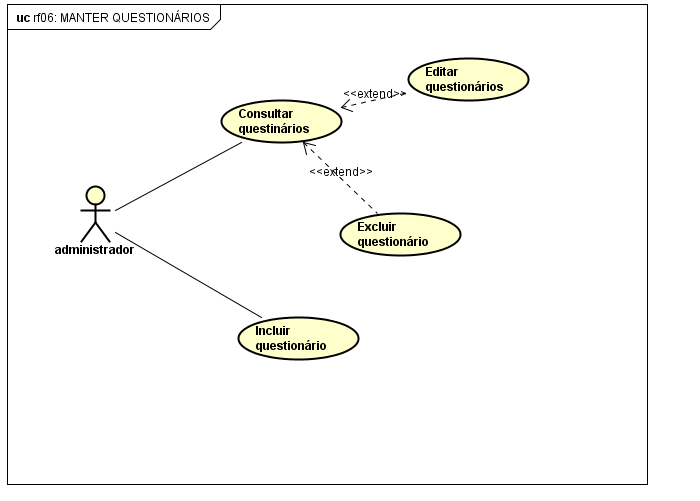 uc rf06: MANTER QUESTIONÁRIOS
Editar
questionários
<<extend>>
Consultar
questinários
<<extend>>
administrador
Excluir
questionário
Incluir
questionário